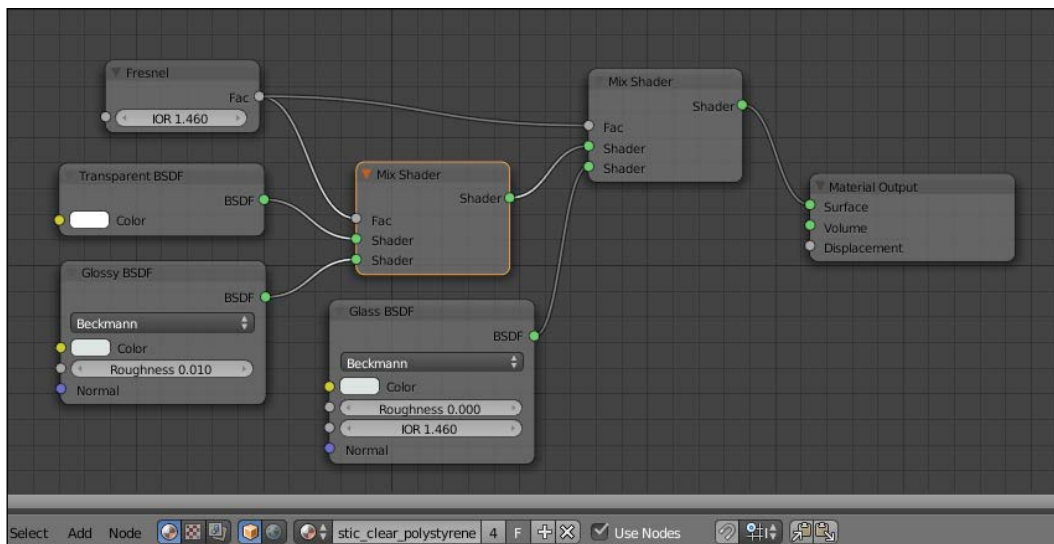 Fresnel
Fac
IOR 1.460
Transparent BSDF
BSDF
Color
Glossy BSDF
BSDF
Beckmann
Color
Roughness 0.010
Normal
Mix Shader
Shader
Fac
Shader
Shader
Glass BSDF
BSDF
Beckmann
Color
Roughness 0.000
IOR 1.460
Normal
Mix Shader
Shader
Fac
Shader
Shader
Material Output
Surface
Volume
Displacement
Select Add Node stic_clear_polystyrene 4 F Use Nodes